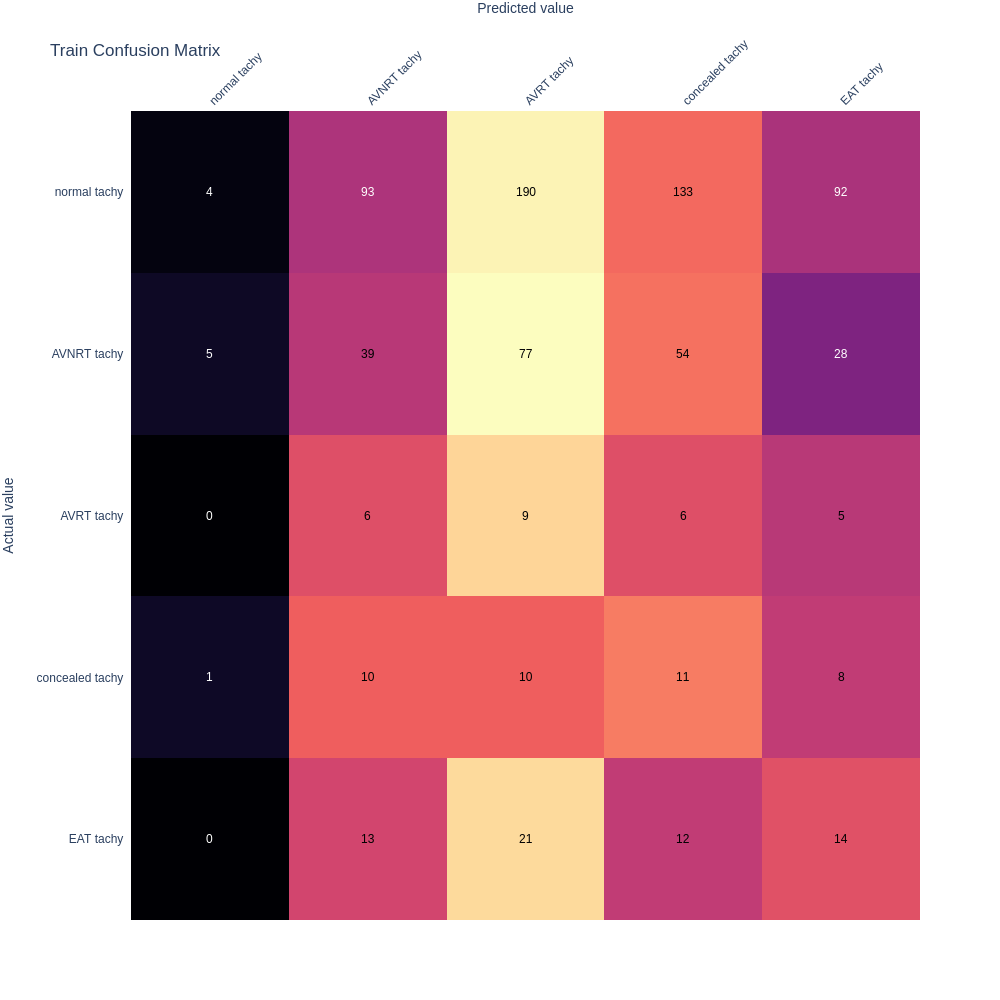 Predicted value
Train Confusion Matrix
normal tachy
AVNRT tachy
AVRT tachy
concealed tachy
EAT tachy
Actual value
normal tachy 4 93 190 133 92
AVNRT tachy 5 39 77 54 28
AVRT tachy 0 6 9 6 5
concealed tachy 1 10 10 11 8
EAT tachy 0 13 21 12 14